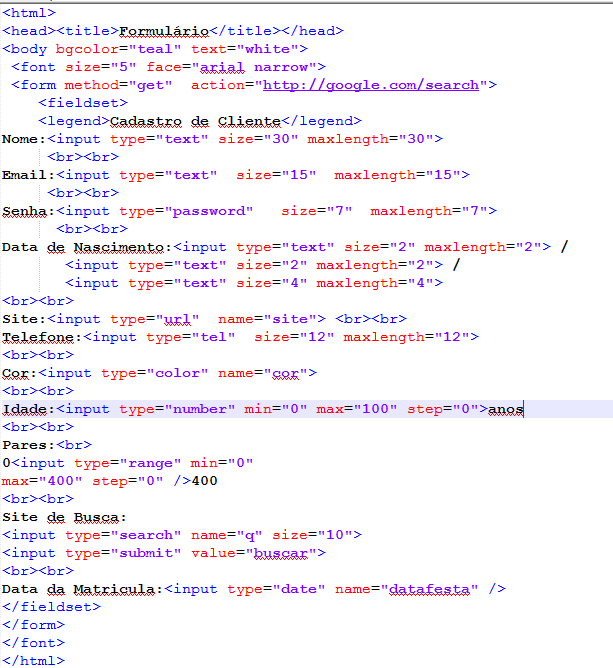 <html>
<head><title>Formulário</title></head>
<body bgcolor="teal" text="white">
<font size="5" face="arial narrow">
<form method="get" action="http://google.com/search">
<fieldset>
<legend>Cadastro de Cliente</legend>
Nome:<input type="text" size="30" maxlength="30">
<br><br>
Email:<input type="text" size="15" maxlength="15">
<br><br>
Senha:<input type="password" size="7" maxlength="7">
<br><br>
Data de Nascimento:<input type="text" size="2" maxlength="2"> /
<input type="text" size="2" maxlength="2"> /
<input type="text" size="4" maxlength="4">
<br><br>
Site:<input type="url" name="site"> <br><br>
Telefone:<input type="tel" size="12" maxlength="12">
<br><br>
Cor:<input type="color" name="cor">
<br><br>
Idade:<input type="number" min="0" max="100" step="0">anos
<br><br>
Pares:<br>
0<input type="range" min="0"
max="400" step="0" />400
<br><br>
Site de Busca:
<input type="search" name="q" size="10">
<input type="submit" value="buscar">
<br><br>
Data da Matricula:<input type="date" name="datafesta" />
</fieldset>
</form>
</font>
</html>